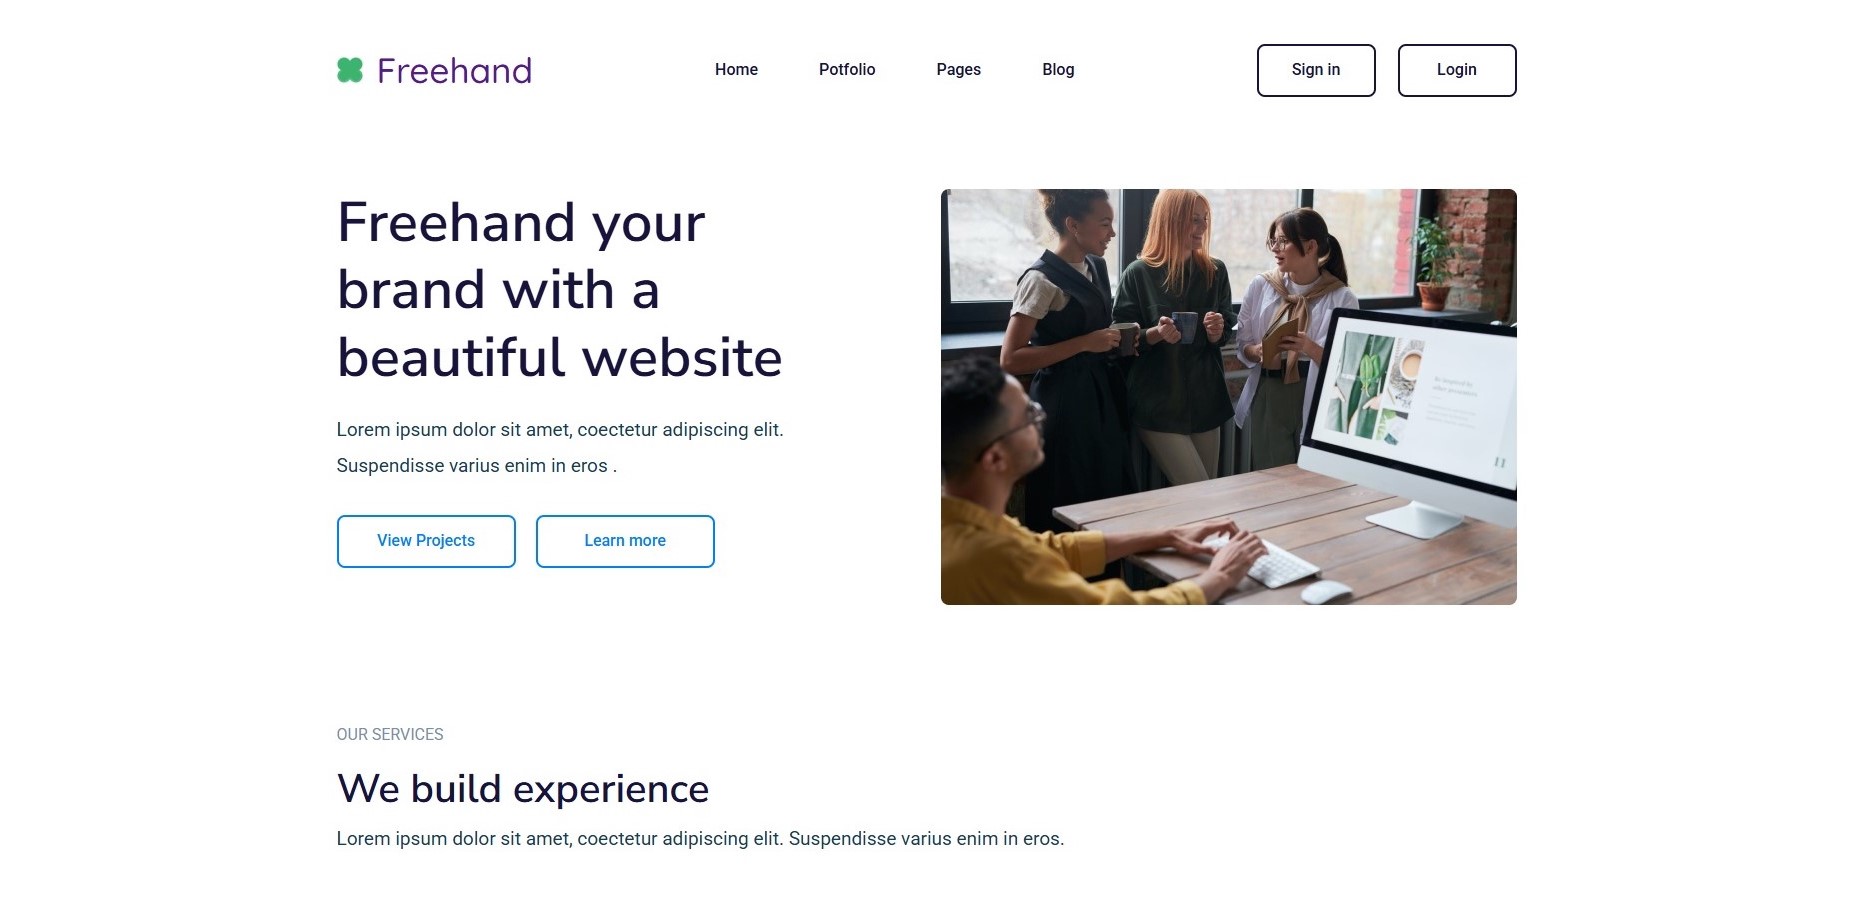 Freehand
Home Potfolio Pages Blog Sign in Login
Freehand your
brand with a
beautiful website
Lorem ipsum dolor sit amet, coectetur adipiscing elit.
Suspendisse varius enim in eros .
View Projects Learn more
OUR SERVICES
We build experience
Lorem ipsum dolor sit amet, coectetur adipiscing elit. Suspendisse varius enim in eros.